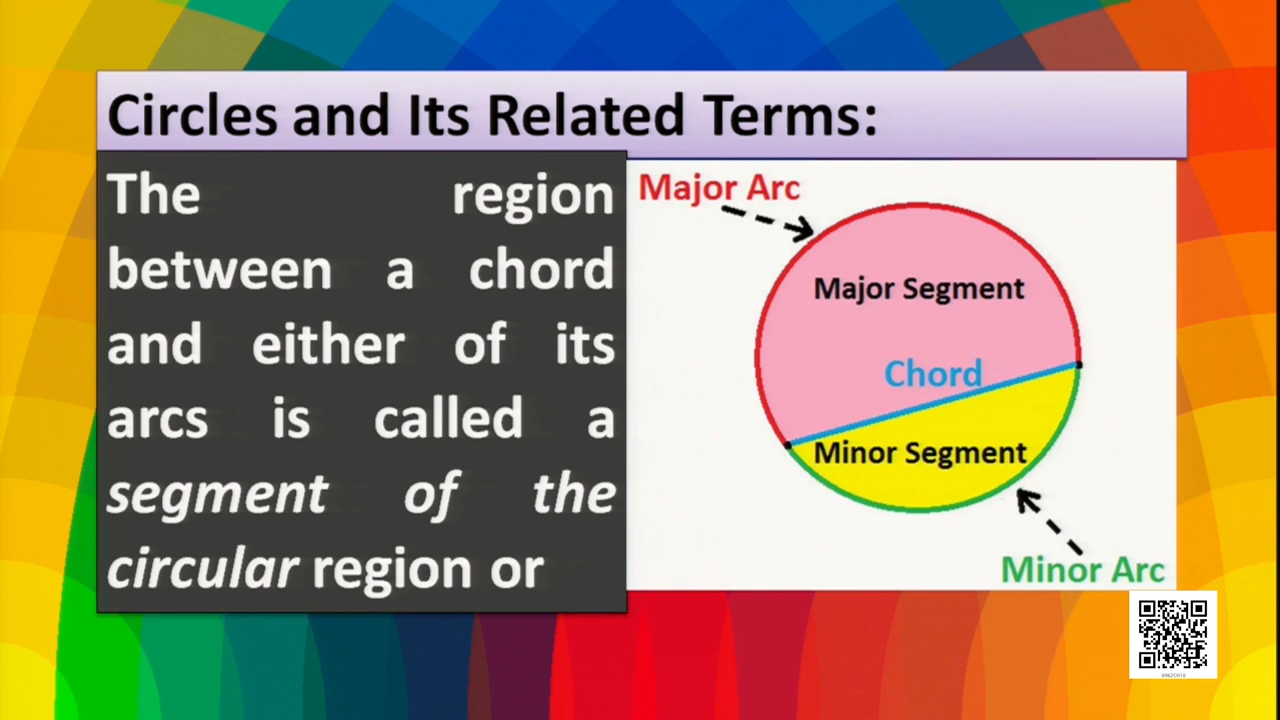 Circles and Its Related Terms:
The region
between a chord
and either of its
arcs is called a
segment of the
circular region or
Major Arc
Major Segment
Chord
Minor Segment
Minor Arc